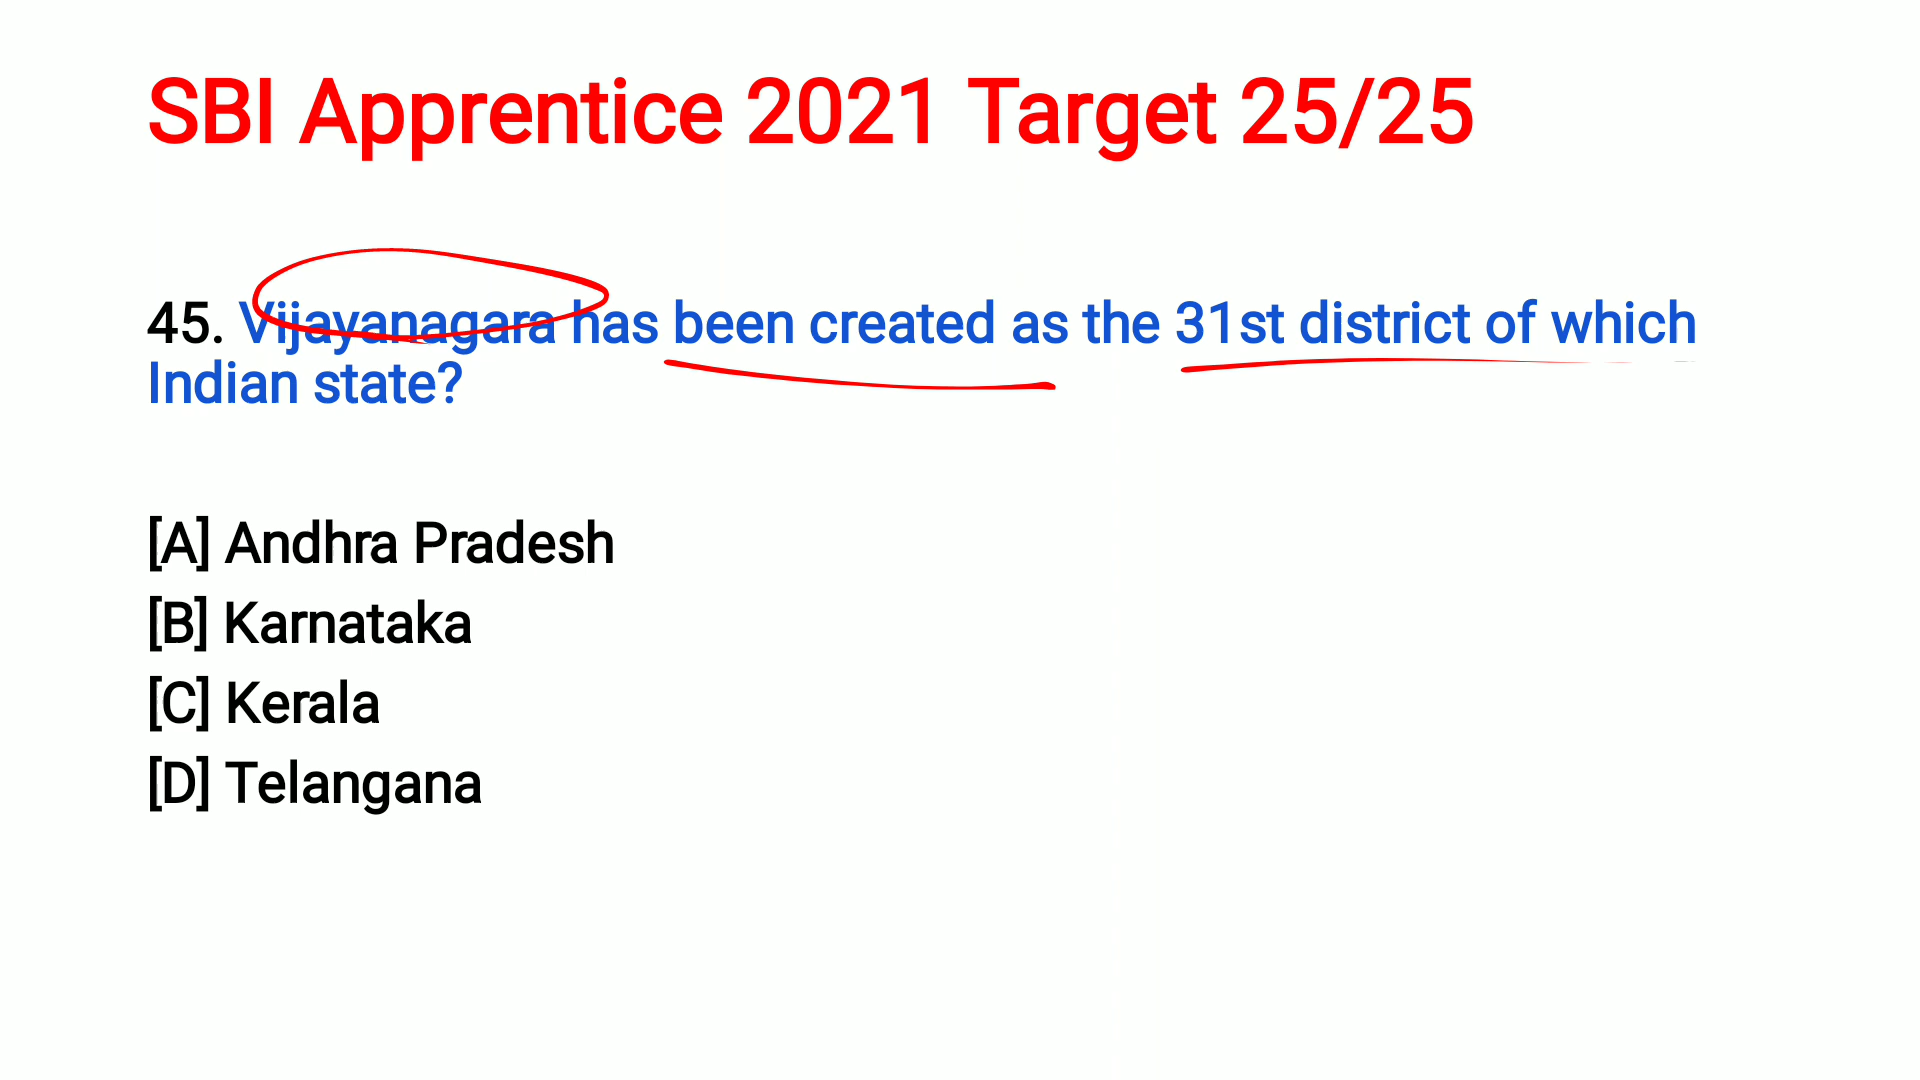 SBI Apprentice 2021 Target 25/25
45. Vijayanagara has been created as the 31st district of which
Indian state?
[A] Andhra Pradesh
[B] Karnataka
[C] Kerala
[D] Telangana